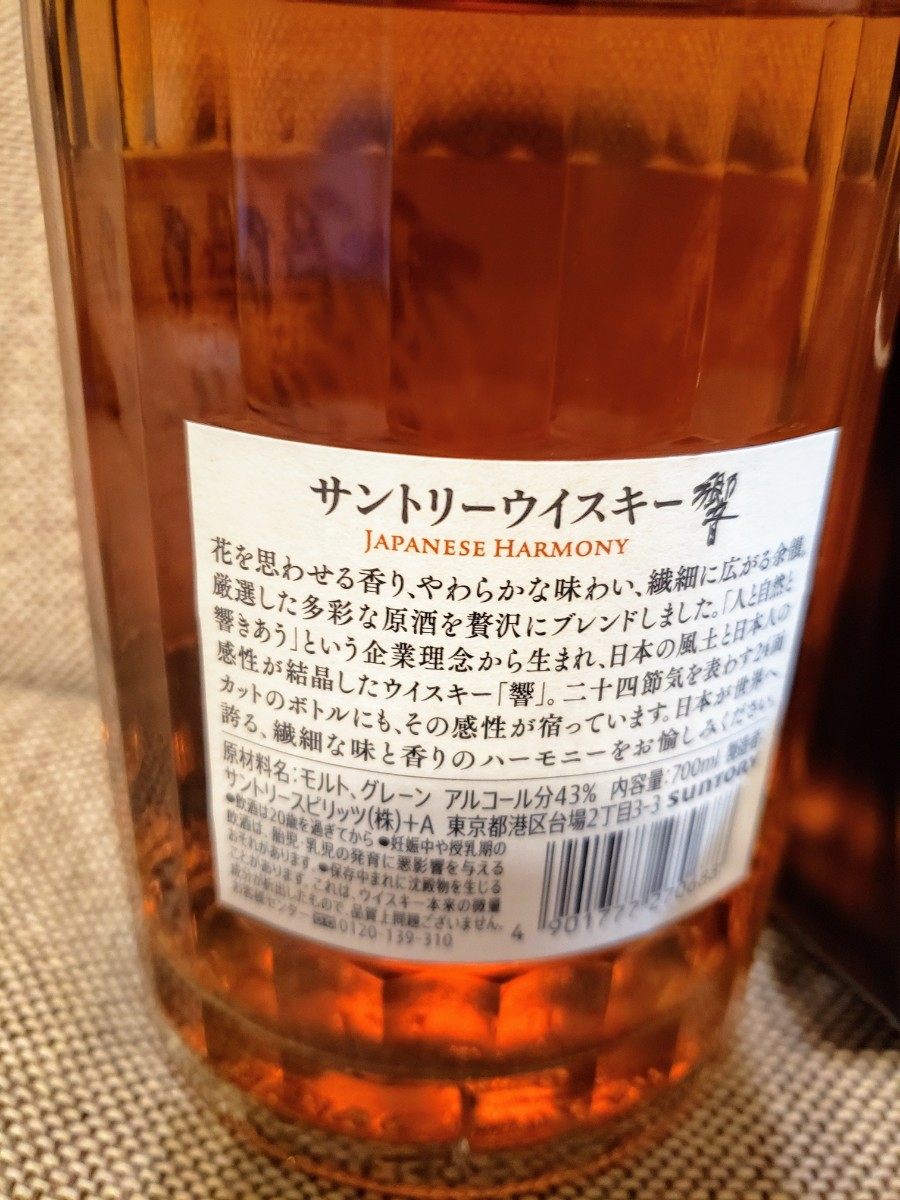 サントリーウイスキー 響
JAPANESE HARMONY
花を思わせる香り、やわらかな味わい、繊細に広がる余韻。
厳選した多彩な原酒を贅沢にブレンドしました。「人と自然と
響きあう」という企業理念から生まれ、日本の風土と日本人の
感性が結晶したウイスキー「響」。二十四節気を表わす24面
カットのボトルにも、その感性が宿っています。日本が世界へ
誇る、繊細な味と香りのハーモニーをお愉しみください。
原材料名:モルト、グレーン アルコール分43% 内容量:700ml 製造者
サントリースピリッツ(株)+A 東京都港区台場2丁目3-3 SUNTORY
●飲酒は20歳を過ぎてから ●妊娠中や授乳期の
飲酒は、胎児・乳児の発育に悪影響を与える
おそれがあります。●保存中まれに沈殿物を生じる
ことがあります。これは、ウイスキー本来の微量
成分が析出したもので、品質上問題ございません。
お客様センター 0120-139-310
4 901777